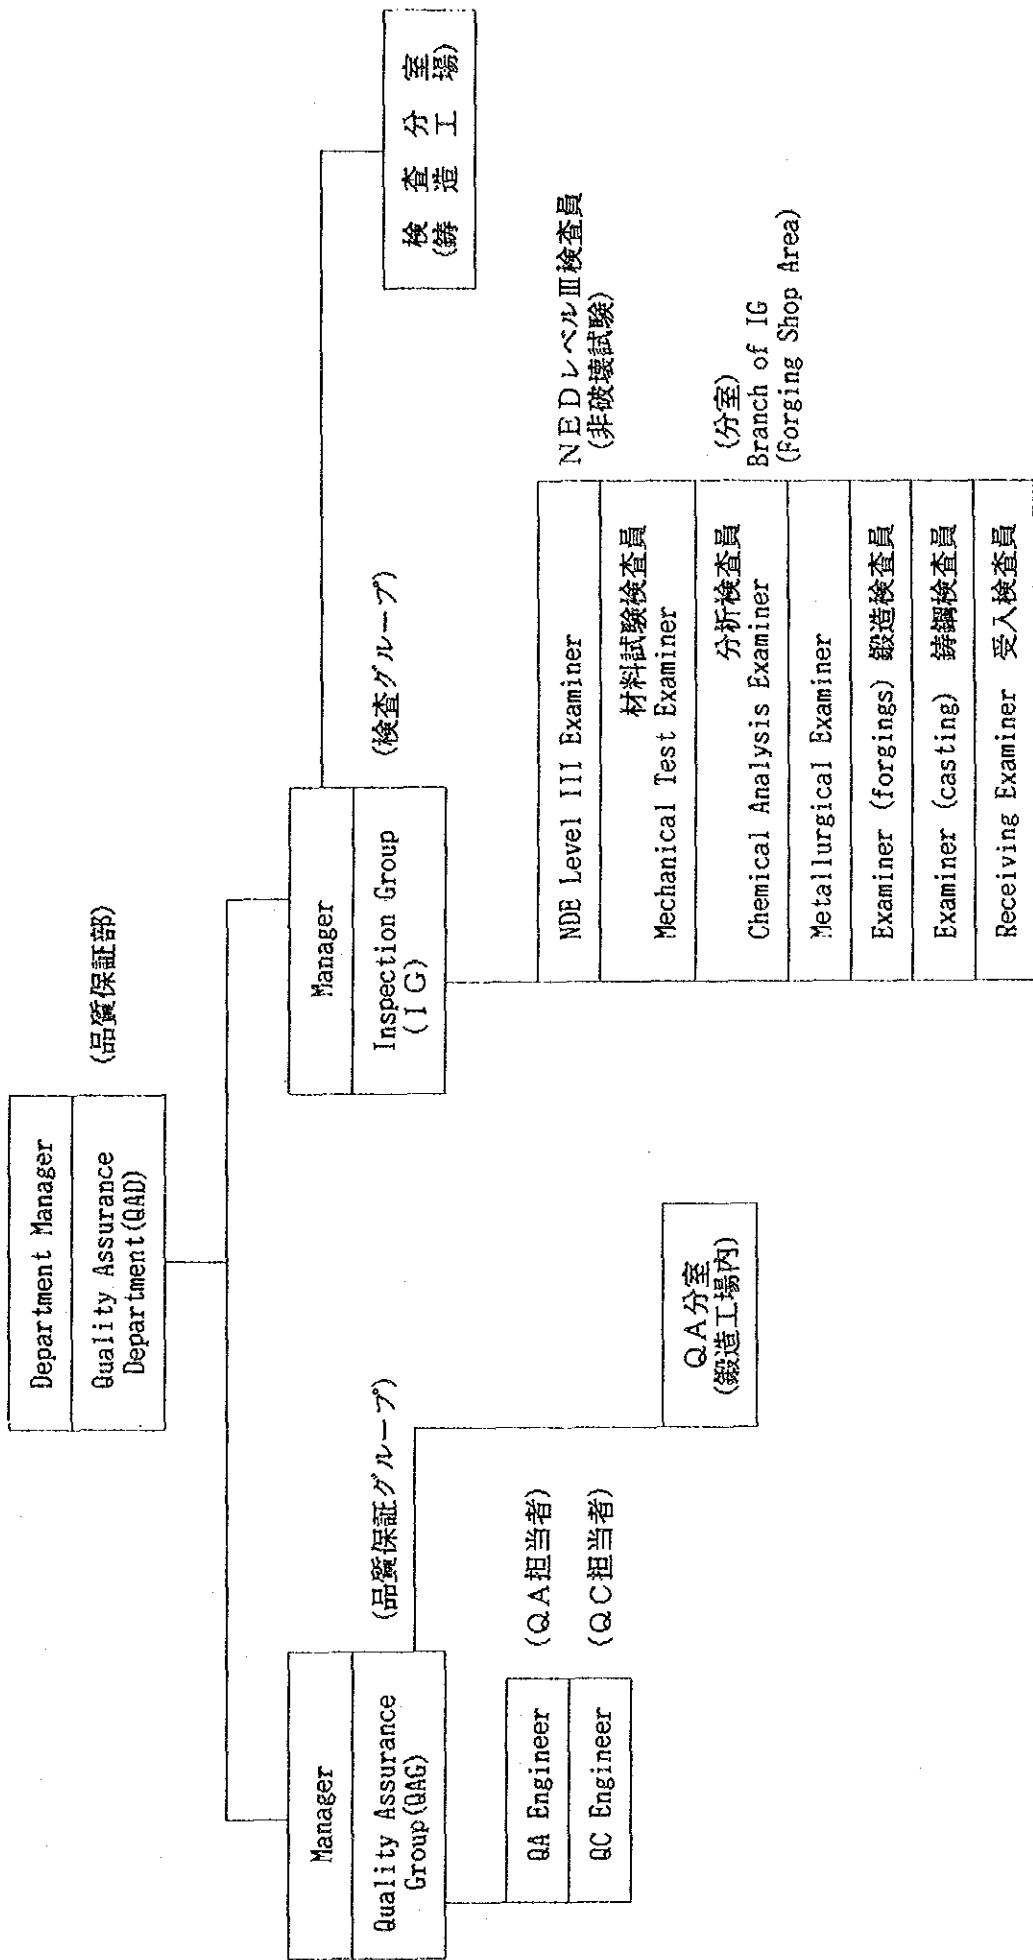 Department Manager
Quality Assurance
Department(QAD)
(品質保証部)
Manager
Quality Assurance
Group(QAG)
(品質保証グループ)
QA Engineer
(QA担当者)
QC Engineer
(QC担当者)
QA分室
(鍛造工場内)
Manager
Inspection Group
(IG)
(検査グループ)
NDE Level III Examiner
NEDレベルⅢ検査員
(非破壊試験)
材料試験検査員
Mechanical Test Examiner
分析検査員
Chemical Analysis Examiner
(分室)
Branch of IG
(Forging Shop Area)
Metallurgical Examiner
Examiner (forgings) 鍛造検査員
Examiner (casting) 鋳鋼検査員
Receiving Examiner 受入検査員
検査分室
(鋳造工場)